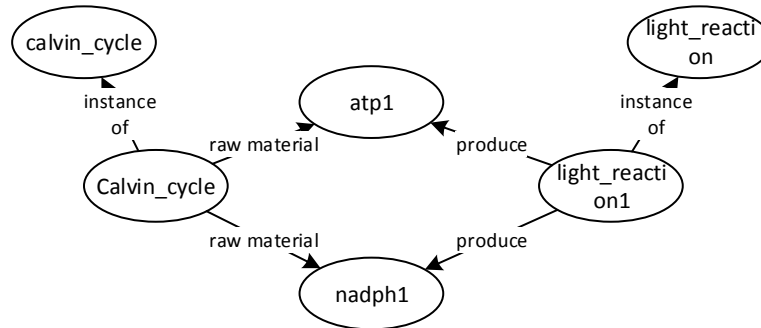 calvin_cycle
light_reacti
on
instance
of
atp1
instance
of
raw material
produce
Calvin_cycle
light_reacti
on1
raw material
produce
nadph1